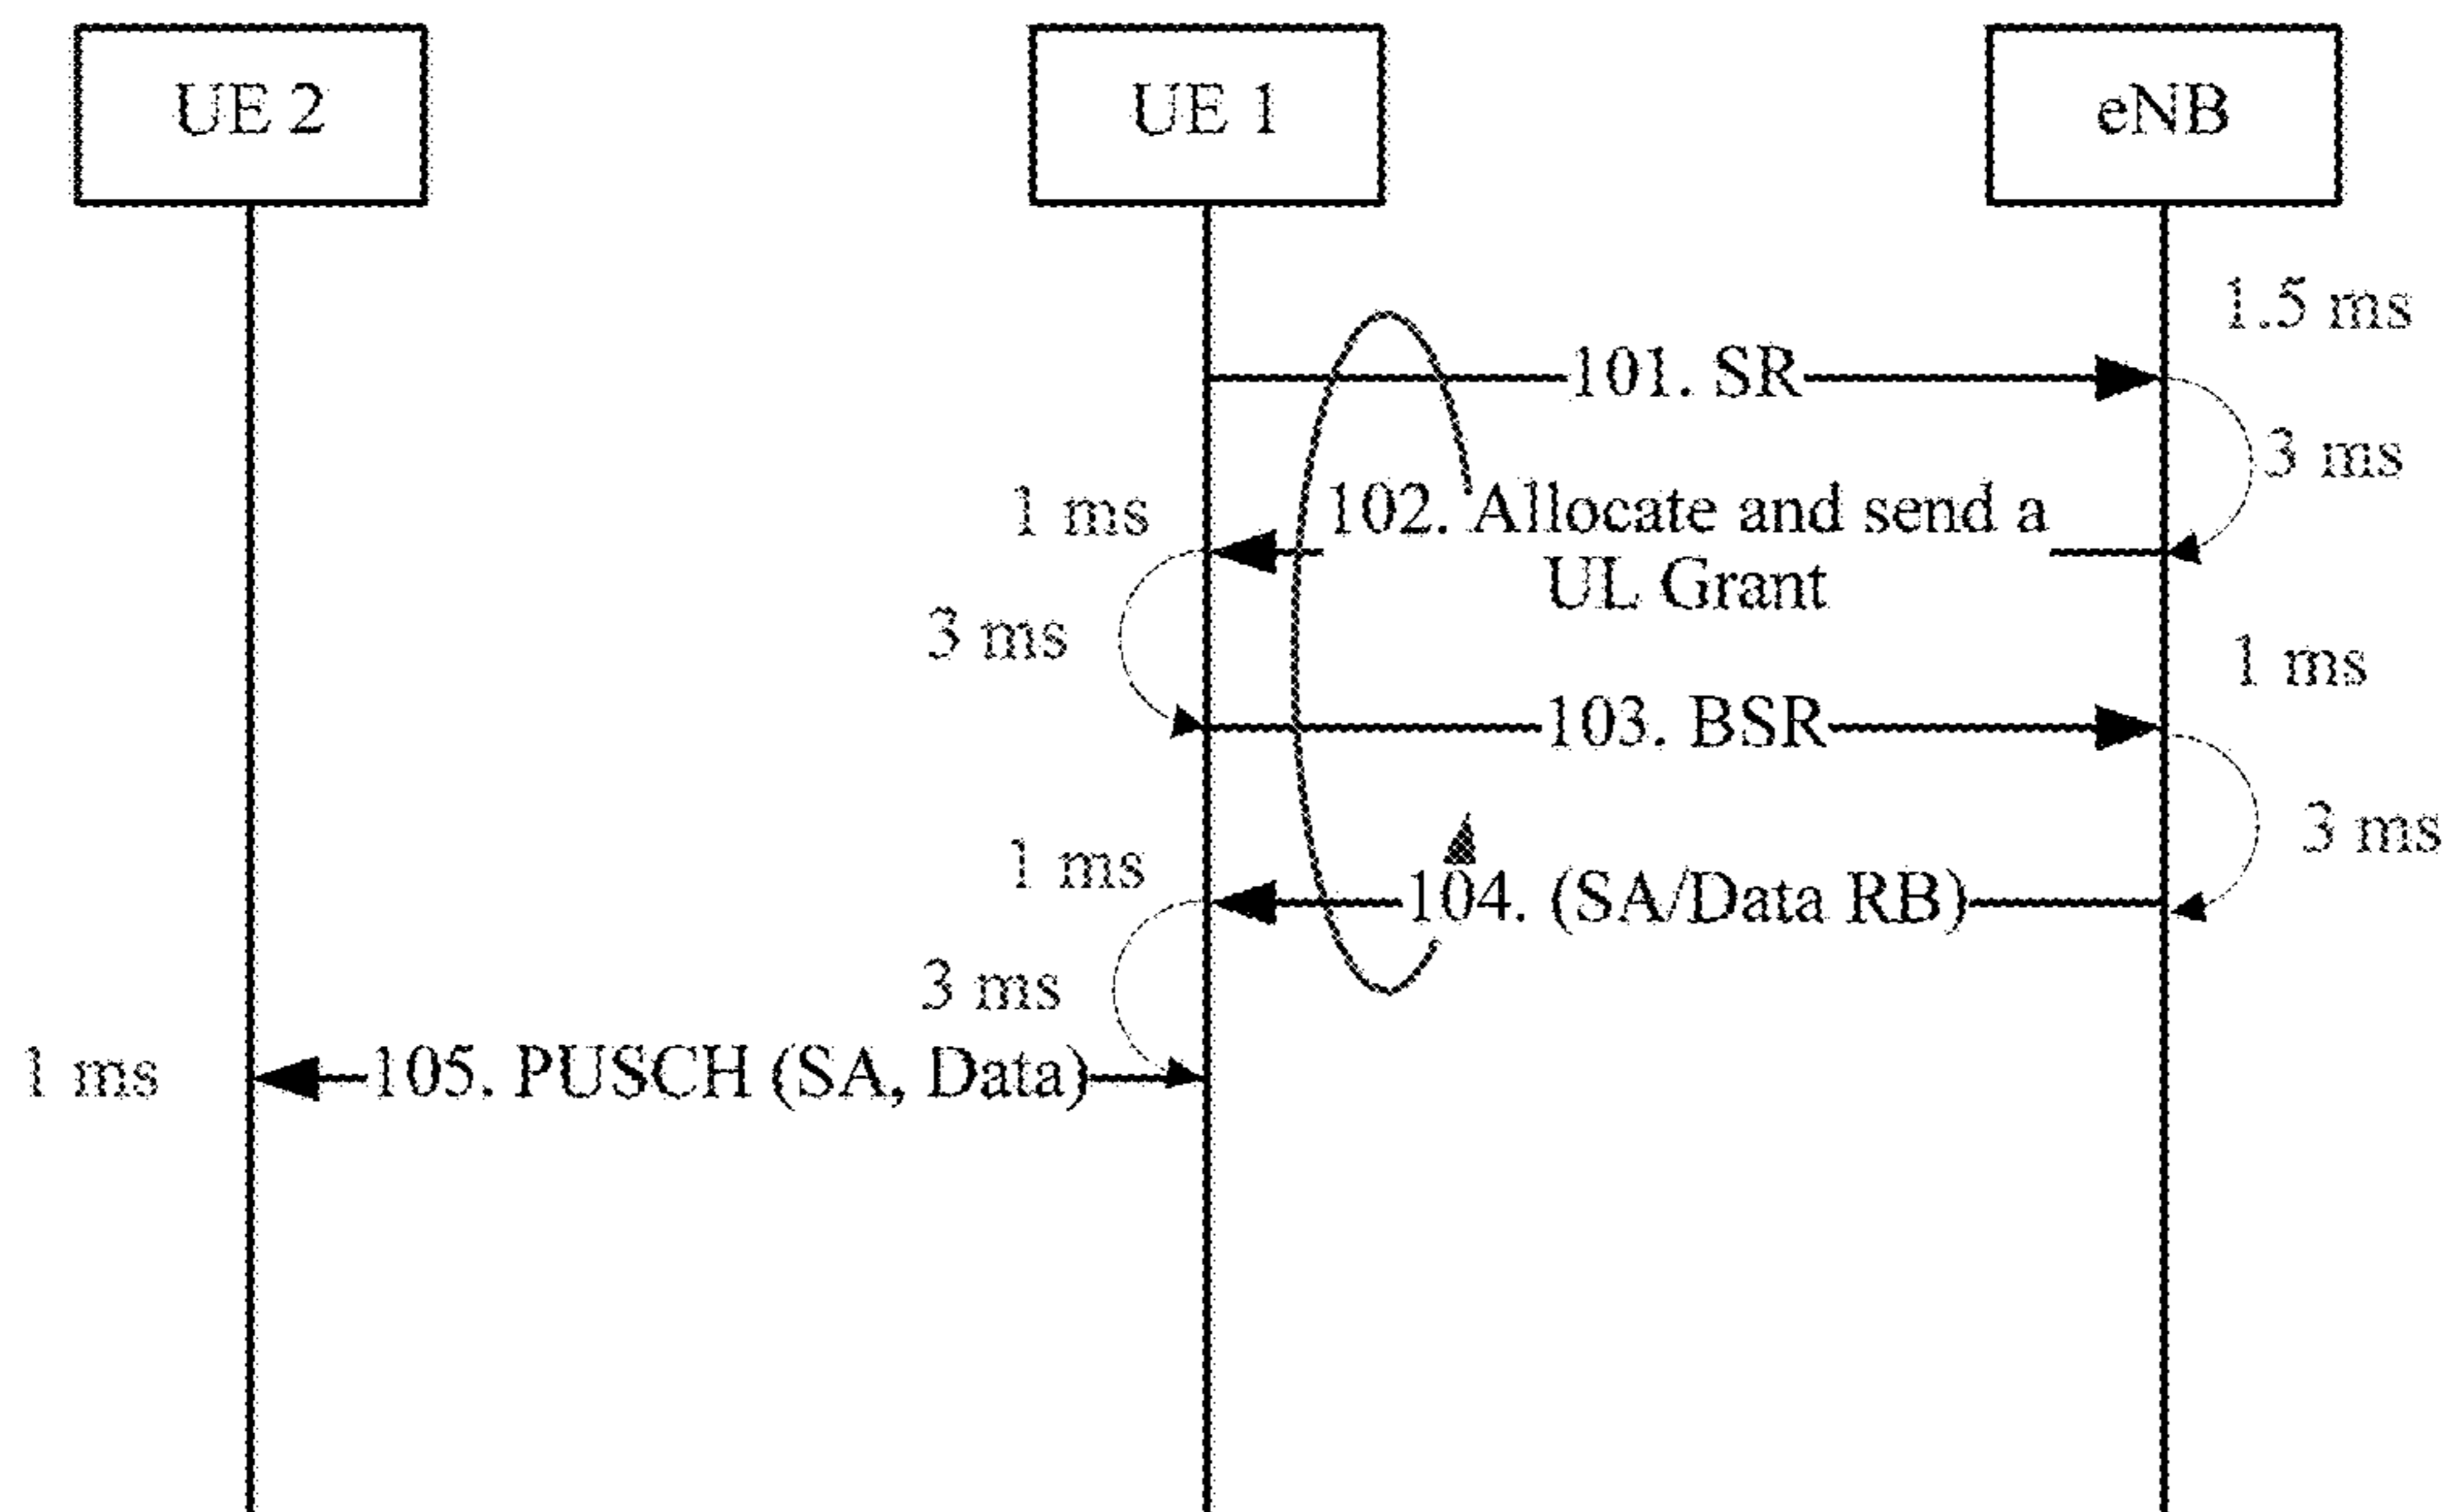 UE 2
UE 1
eNB
1.5 ms
101. SR
3 ms
1 ms
102. Allocate and send a
UL Grant
3 ms
1 ms
103. BSR
3 ms
1 ms
104. (SA/Data RB)
3 ms
1 ms
105. PUSCH (SA, Data)